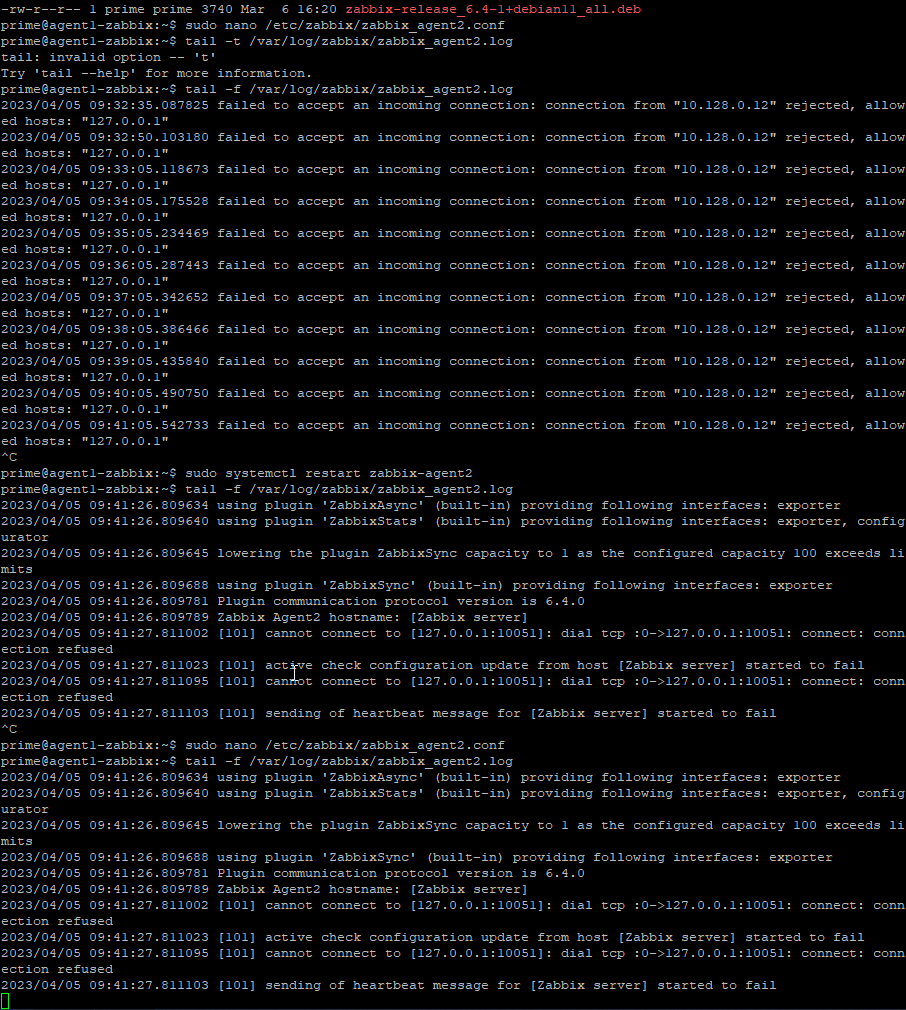 -rw-r--r-- 1 prime prime 3740 Mar  6 16:20 zabbix-release_6.4-1+debian11_all.deb
prime@agent1-zabbix:~$ sudo nano /etc/zabbix/zabbix_agent2.conf
prime@agent1-zabbix:~$ tail -t /var/log/zabbix/zabbix_agent2.log
tail: invalid option -- 't'
Try 'tail --help' for more information.
prime@agent1-zabbix:~$ tail -f /var/log/zabbix/zabbix_agent2.log
2023/04/05 09:32:35.087825 failed to accept an incoming connection: connection from "10.128.0.12" rejected, allow
ed hosts: "127.0.0.1"
2023/04/05 09:32:50.103180 failed to accept an incoming connection: connection from "10.128.0.12" rejected, allow
ed hosts: "127.0.0.1"
2023/04/05 09:33:05.118673 failed to accept an incoming connection: connection from "10.128.0.12" rejected, allow
ed hosts: "127.0.0.1"
2023/04/05 09:34:05.175528 failed to accept an incoming connection: connection from "10.128.0.12" rejected, allow
ed hosts: "127.0.0.1"
2023/04/05 09:35:05.234469 failed to accept an incoming connection: connection from "10.128.0.12" rejected, allow
ed hosts: "127.0.0.1"
2023/04/05 09:36:05.287443 failed to accept an incoming connection: connection from "10.128.0.12" rejected, allow
ed hosts: "127.0.0.1"
2023/04/05 09:37:05.342652 failed to accept an incoming connection: connection from "10.128.0.12" rejected, allow
ed hosts: "127.0.0.1"
2023/04/05 09:38:05.386466 failed to accept an incoming connection: connection from "10.128.0.12" rejected, allow
ed hosts: "127.0.0.1"
2023/04/05 09:39:05.435840 failed to accept an incoming connection: connection from "10.128.0.12" rejected, allow
ed hosts: "127.0.0.1"
2023/04/05 09:40:05.490750 failed to accept an incoming connection: connection from "10.128.0.12" rejected, allow
ed hosts: "127.0.0.1"
2023/04/05 09:41:05.542733 failed to accept an incoming connection: connection from "10.128.0.12" rejected, allow
ed hosts: "127.0.0.1"
^C
prime@agent1-zabbix:~$ sudo systemctl restart zabbix-agent2
prime@agent1-zabbix:~$ tail -f /var/log/zabbix/zabbix_agent2.log
2023/04/05 09:41:26.809634 using plugin 'ZabbixAsync' (built-in) providing following interfaces: exporter
2023/04/05 09:41:26.809640 using plugin 'ZabbixStats' (built-in) providing following interfaces: exporter, config
urator
2023/04/05 09:41:26.809645 lowering the plugin ZabbixSync capacity to 1 as the configured capacity 100 exceeds li
mits
2023/04/05 09:41:26.809688 using plugin 'ZabbixSync' (built-in) providing following interfaces: exporter
2023/04/05 09:41:26.809781 Plugin communication protocol version is 6.4.0
2023/04/05 09:41:26.809789 Zabbix Agent2 hostname: [Zabbix server]
2023/04/05 09:41:27.811002 [101] cannot connect to [127.0.0.1:10051]: dial tcp :0->127.0.0.1:10051: connect: conn
ection refused
2023/04/05 09:41:27.811023 [101] active check configuration update from host [Zabbix server] started to fail
2023/04/05 09:41:27.811095 [101] cannot connect to [127.0.0.1:10051]: dial tcp :0->127.0.0.1:10051: connect: conn
ection refused
2023/04/05 09:41:27.811103 [101] sending of heartbeat message for [Zabbix server] started to fail
^C
prime@agent1-zabbix:~$ sudo nano /etc/zabbix/zabbix_agent2.conf
prime@agent1-zabbix:~$ tail -f /var/log/zabbix/zabbix_agent2.log
2023/04/05 09:41:26.809634 using plugin 'ZabbixAsync' (built-in) providing following interfaces: exporter
2023/04/05 09:41:26.809640 using plugin 'ZabbixStats' (built-in) providing following interfaces: exporter, config
urator
2023/04/05 09:41:26.809645 lowering the plugin ZabbixSync capacity to 1 as the configured capacity 100 exceeds li
mits
2023/04/05 09:41:26.809688 using plugin 'ZabbixSync' (built-in) providing following interfaces: exporter
2023/04/05 09:41:26.809781 Plugin communication protocol version is 6.4.0
2023/04/05 09:41:26.809789 Zabbix Agent2 hostname: [Zabbix server]
2023/04/05 09:41:27.811002 [101] cannot connect to [127.0.0.1:10051]: dial tcp :0->127.0.0.1:10051: connect: conn
ection refused
2023/04/05 09:41:27.811023 [101] active check configuration update from host [Zabbix server] started to fail
2023/04/05 09:41:27.811095 [101] cannot connect to [127.0.0.1:10051]: dial tcp :0->127.0.0.1:10051: connect: conn
ection refused
2023/04/05 09:41:27.811103 [101] sending of heartbeat message for [Zabbix server] started to fail